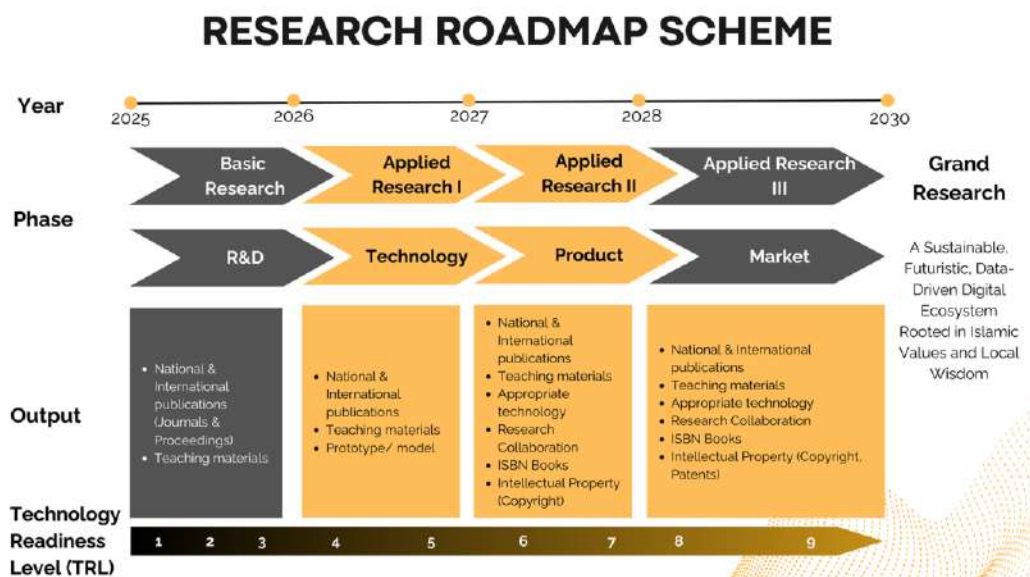 RESEARCH ROADMAP SCHEME
Year
2025
2026
2027
2028
2030
Phase
Basic
Research
Applied
Research I
Applied
Research II
Applied Research
III
R&D
Technology
Product
Market
Grand
Research
A Sustainable,
Futuristic, Data-
Driven Digital
Ecosystem
Rooted in Islamic
Values and Local
Wisdom
Output
• National &
International
publications
(Journals &
Proceedings)
• Teaching materials
• National &
International
publications
• Teaching materials
• Prototype/ model
• National &
International
publications
• Teaching materials
• Appropriate
technology
• Research
Collaboration
• ISBN Books
• Intellectual Property
(Copyright)
• National & International
publications
• Teaching materials
• Appropriate technology
• Research Collaboration
• ISBN Books
• Intellectual Property (Copyright,
Patents)
Technology
Readiness
Level (TRL)
1 2 3 4 5 6 7 8 9